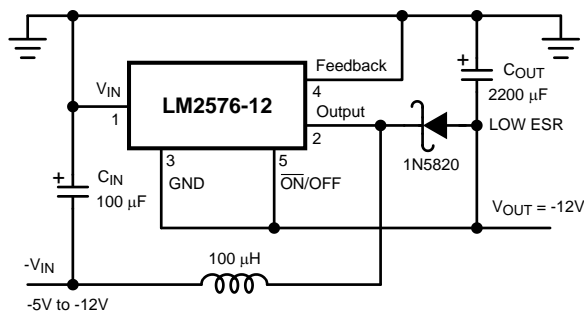 Feedback
+
COUT
2200 μF
LOW ESR
VIN
1
LM2576-12
4
Output
2
1N5820
3
GND
5
ON/OFF
+
CIN
100 μF
VOUT = -12V
100 μH
-VIN
-5V to -12V